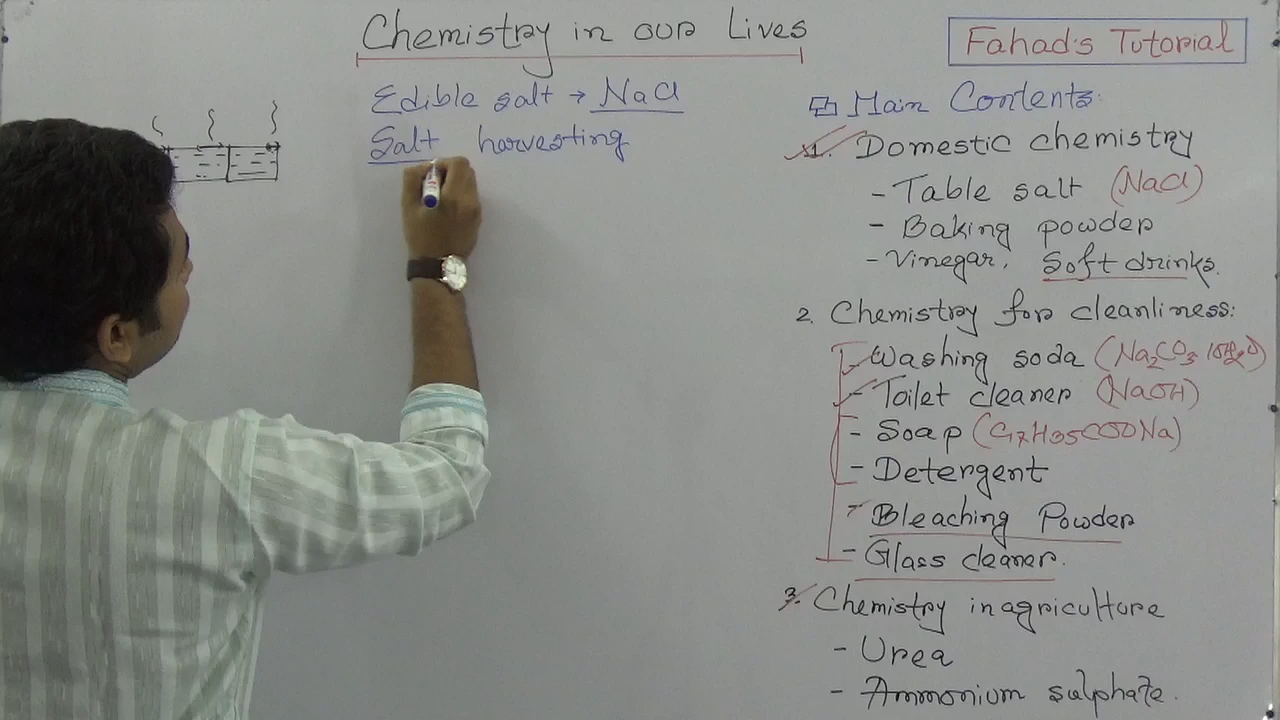 Chemistry in our Lives
Fahad's Tutorial
Edible salt → NaCl
Salt harvesting
Main Contents:
1. Domestic chemistry
- Table salt (NaCl)
- Baking powder
- Vinegar, Soft drinks.
2. Chemistry for cleanliness:
- Washing soda (Na2CO3 10H2O)
- Toilet cleaner (NaOH)
- Soap (C17H35COONa)
- Detergent
- Bleaching Powder
- Glass cleaner.
3. Chemistry in agriculture
- Urea
- Ammonium sulphate.